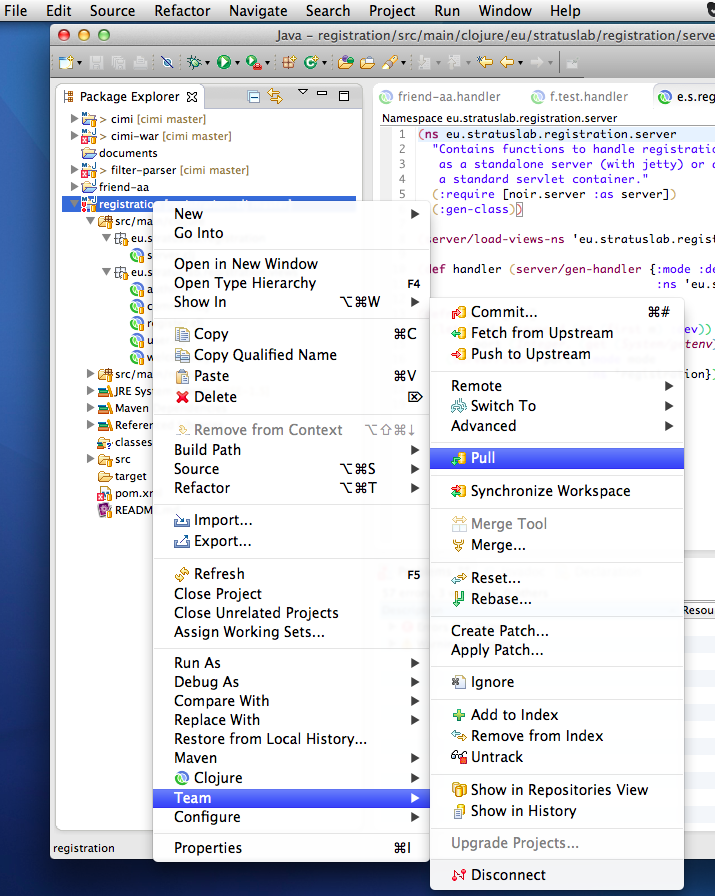 File Edit Source Refactor Navigate Search Project Run Window Help
Java – registration/src/main/clojure/eu/stratuslab/registration/serve
Package Explorer
> cimi [cimi master]
> cimi-war [cimi master]
documents
> filter-parser [cimi master]
friend-aa
registration
src/ma
eu.s
s
eu.s
a
c
re
u
w
src/ma
JRE Sys
Maven
Referen
classes
src
target
pom.xm
READM
registration
friend-aa.handler
f.test.handler
e.s.reg
Namespace eu.stratuslab.registration.server
1 (ns eu.stratuslab.registration.server
2 "Contains functions to handle registratio
3 as a standalone server (with jetty) or a
4 a standard servlet container."
5 (:require [noir.server :as server])
6 (:gen-class))
server/load-views-ns 'eu.stratuslab.regist
def handler (server/gen-handler {:mode :de
:ns 'eu.s
ev))
etenv)
ion})
Resou
New
Go Into
Open in New Window
Open Type Hierarchy F4
Show In ⌥⌘W
Copy ⌘C
Copy Qualified Name
Paste ⌘V
Delete ⌦
Remove from Context ⌥⇧⌘↓
Build Path
Source ⌥⌘S
Refactor ⌥⌘T
Import...
Export...
Refresh F5
Close Project
Close Unrelated Projects
Assign Working Sets...
Run As
Debug As
Compare With
Replace With
Restore from Local History...
Maven
Clojure
Team
Configure
Properties ⌘I
Commit... ⌘#
Fetch from Upstream
Push to Upstream
Remote
Switch To
Advanced
Pull
Synchronize Workspace
Merge Tool
Merge...
Reset...
Rebase...
Create Patch...
Apply Patch...
Ignore
Add to Index
Remove from Index
Untrack
Show in Repositories View
Show in History
Upgrade Projects...
Disconnect